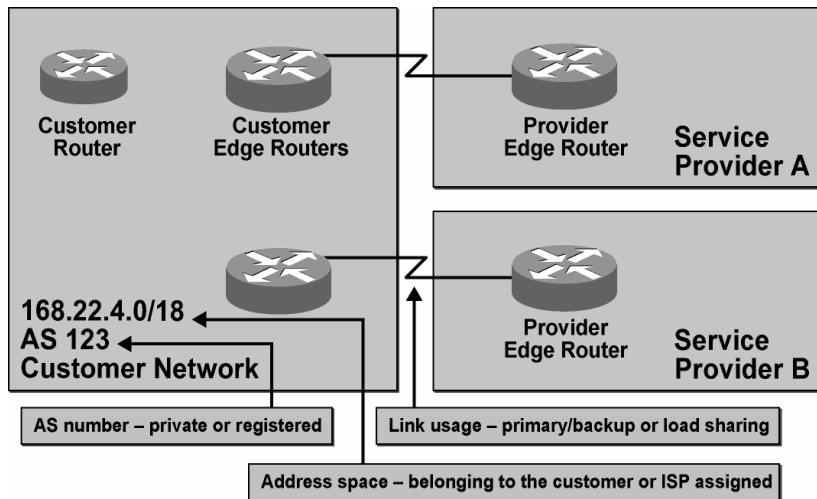 Customer
Router
Customer
Edge Routers
Provider
Edge Router
Service
Provider A
168.22.4.0/18
AS 123
Customer Network
Provider
Edge Router
Service
Provider B
AS number – private or registered
Link usage – primary/backup or load sharing
Address space – belonging to the customer or ISP assigned